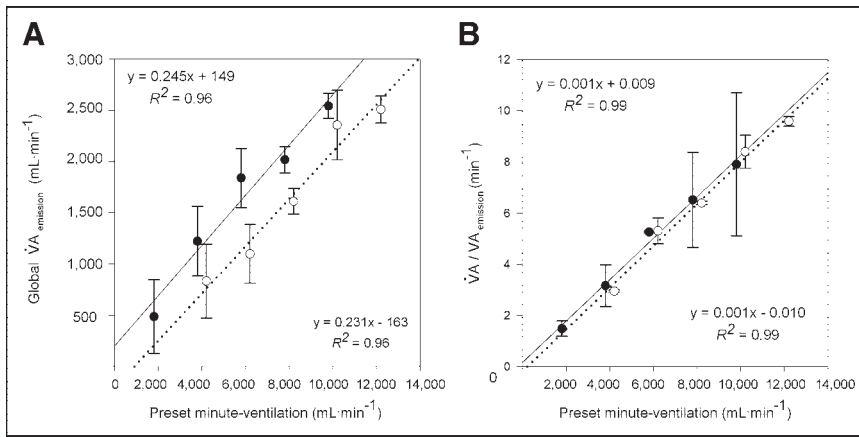 A
3,000
2,500
2,000
1,500
1,000
500
Global V̇A emission (mL·min⁻¹)
y = 0.245x + 149
R² = 0.96
y = 0.231x - 163
R² = 0.96
0 2,000 4,000 6,000 8,000 10,000 12,000 14,000
Preset minute-ventilation (mL·min⁻¹)
B
12
10
8
6
4
2
0
0
V̇A / VA emission (min⁻¹)
y = 0.001x + 0.009
R² = 0.99
y = 0.001x - 0.010
R² = 0.99
2,000 4,000 6,000 8,000 10,000 12,000 14,000
Preset minute-ventilation (mL·min⁻¹)